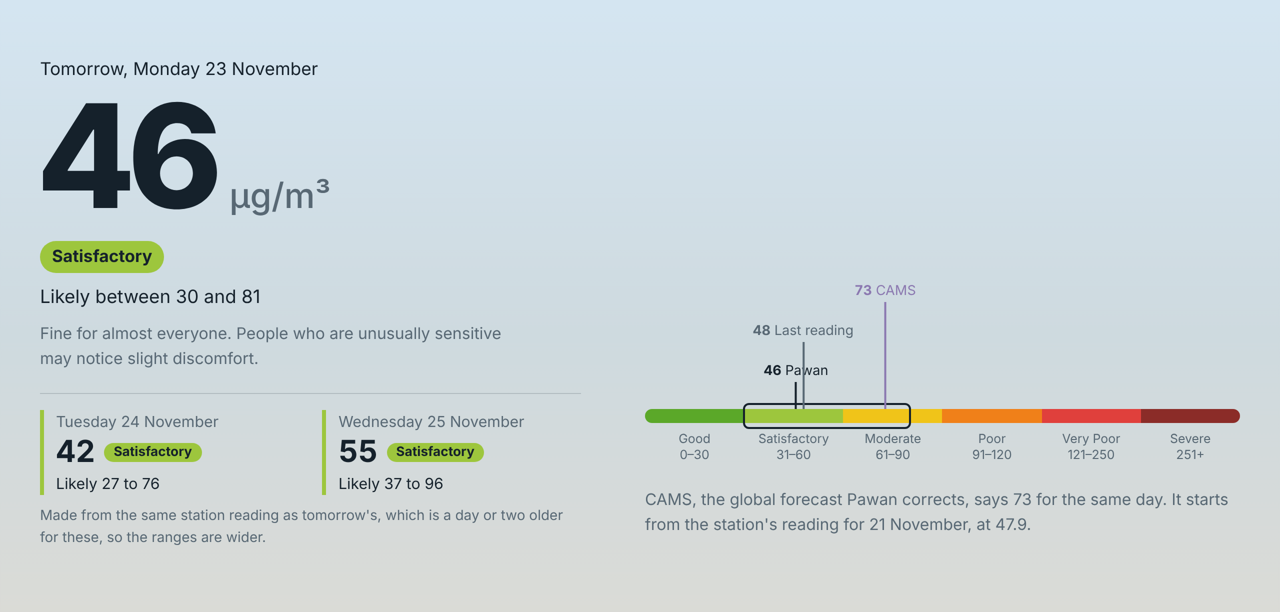 Tomorrow, Monday 23 November
46 µg/m³
Satisfactory
Likely between 30 and 81
Fine for almost everyone. People who are unusually sensitive
may notice slight discomfort.
Tuesday 24 November
42 Satisfactory
Likely 27 to 76
Wednesday 25 November
55 Satisfactory
Likely 37 to 96
Made from the same station reading as tomorrow's, which is a day or two older
for these, so the ranges are wider.
73 CAMS
48 Last reading
46 Pawan
Good
0–30
Satisfactory
31–60
Moderate
61–90
Poor
91–120
Very Poor
121–250
Severe
251+
CAMS, the global forecast Pawan corrects, says 73 for the same day. It starts
from the station's reading for 21 November, at 47.9.